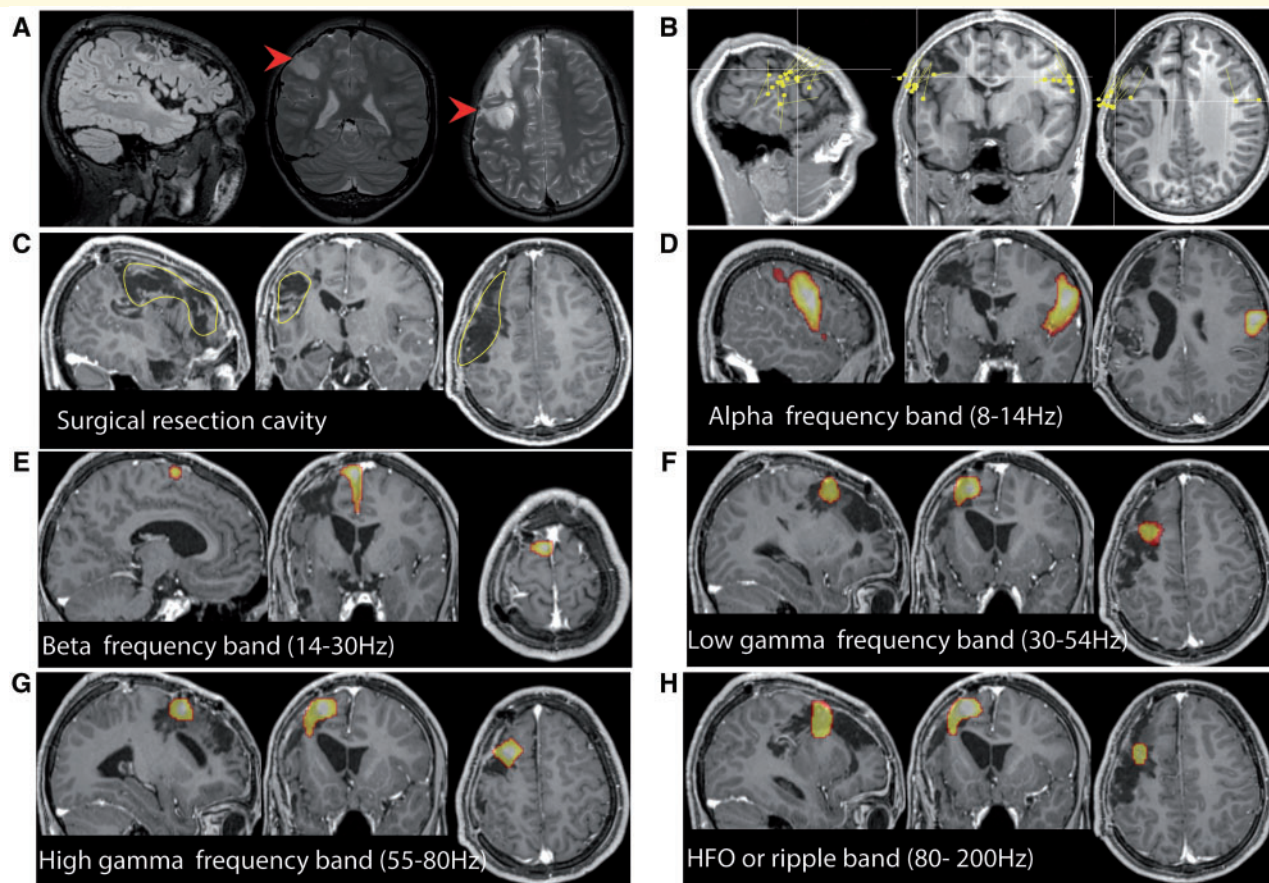 A
B
C
Surgical resection cavity
D
Alpha frequency band (8-14Hz)
E
Beta frequency band (14-30Hz)
F
Low gamma frequency band (30-54Hz)
G
High gamma frequency band (55-80Hz)
H
HFO or ripple band (80- 200Hz)